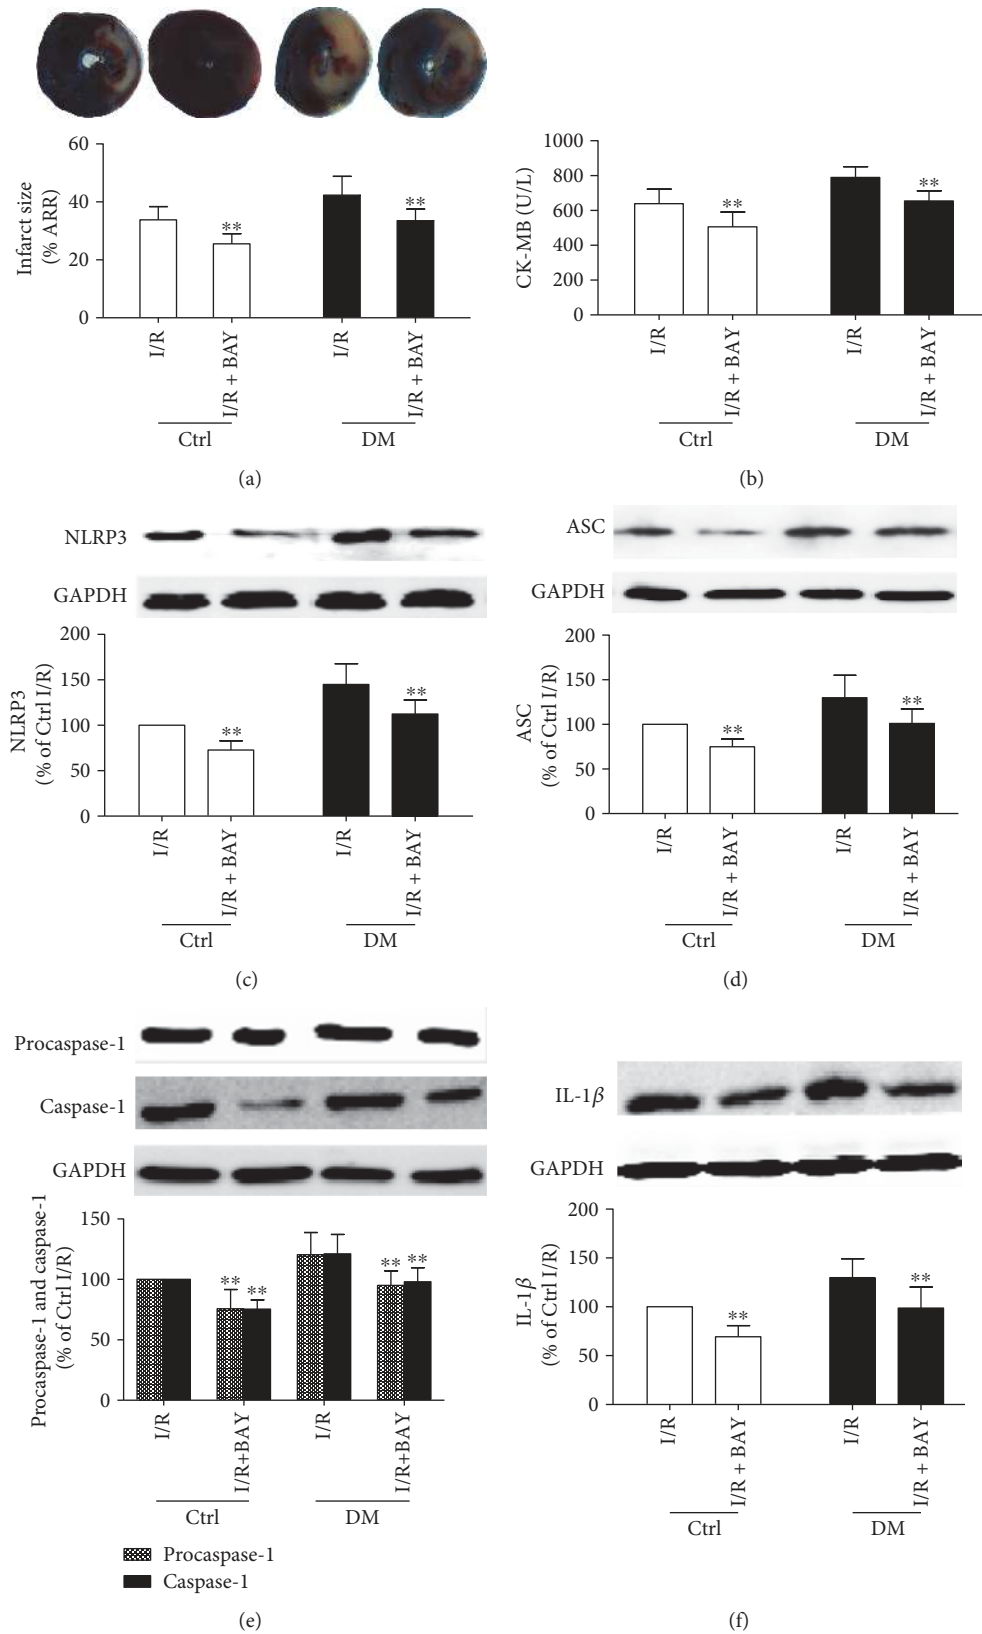 60
40
20
0
Infarct size
(% ARR)
**
**
I/R
I/R + BAY
I/R
I/R + BAY
Ctrl
DM
(a)
1000
800
600
400
200
0
CK-MB (U/L)
**
**
I/R
I/R + BAY
I/R
I/R + BAY
Ctrl
DM
(b)
NLRP3
GAPDH
200
150
100
50
0
NLRP3
(% of Ctrl I/R)
**
**
I/R
I/R + BAY
I/R
I/R + BAY
Ctrl
DM
(c)
ASC
GAPDH
200
150
100
50
0
ASC
(% of Ctrl I/R)
**
**
I/R
I/R + BAY
I/R
I/R + BAY
Ctrl
DM
(d)
Procaspase-1
Caspase-1
GAPDH
150
100
50
0
Procaspase-1 and caspase-1
(% of Ctrl I/R)
** **
** **
I/R
I/R+BAY
I/R
I/R+BAY
Ctrl
DM
Procaspase-1
Caspase-1
(e)
IL-1β
GAPDH
200
150
100
50
0
IL-1β
(% of Ctrl I/R)
**
**
I/R
I/R + BAY
I/R
I/R + BAY
Ctrl
DM
(f)